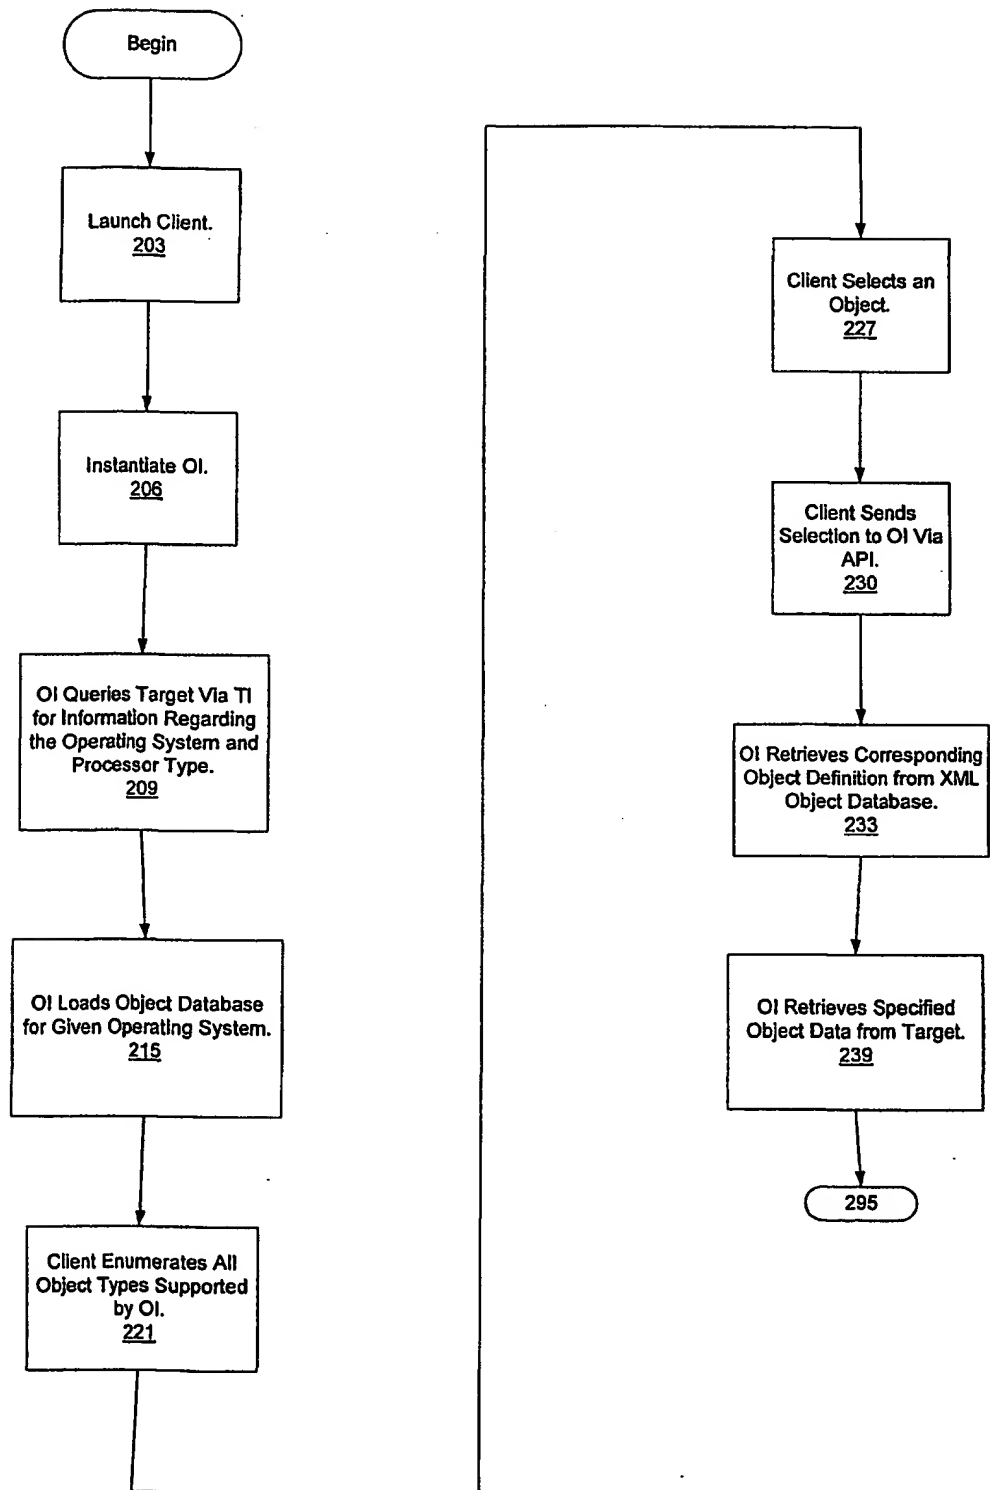 Begin
Launch Client.
203
Instantiate OI.
206
OI Queries Target Via TI
for Information Regarding
the Operating System and
Processor Type.
209
OI Loads Object Database
for Given Operating System.
215
Client Enumerates All
Object Types Supported
by OI.
221
Client Selects an
Object.
227
Client Sends
Selection to OI Via
API.
230
OI Retrieves Corresponding
Object Definition from XML
Object Database.
233
OI Retrieves Specified
Object Data from Target.
239
295